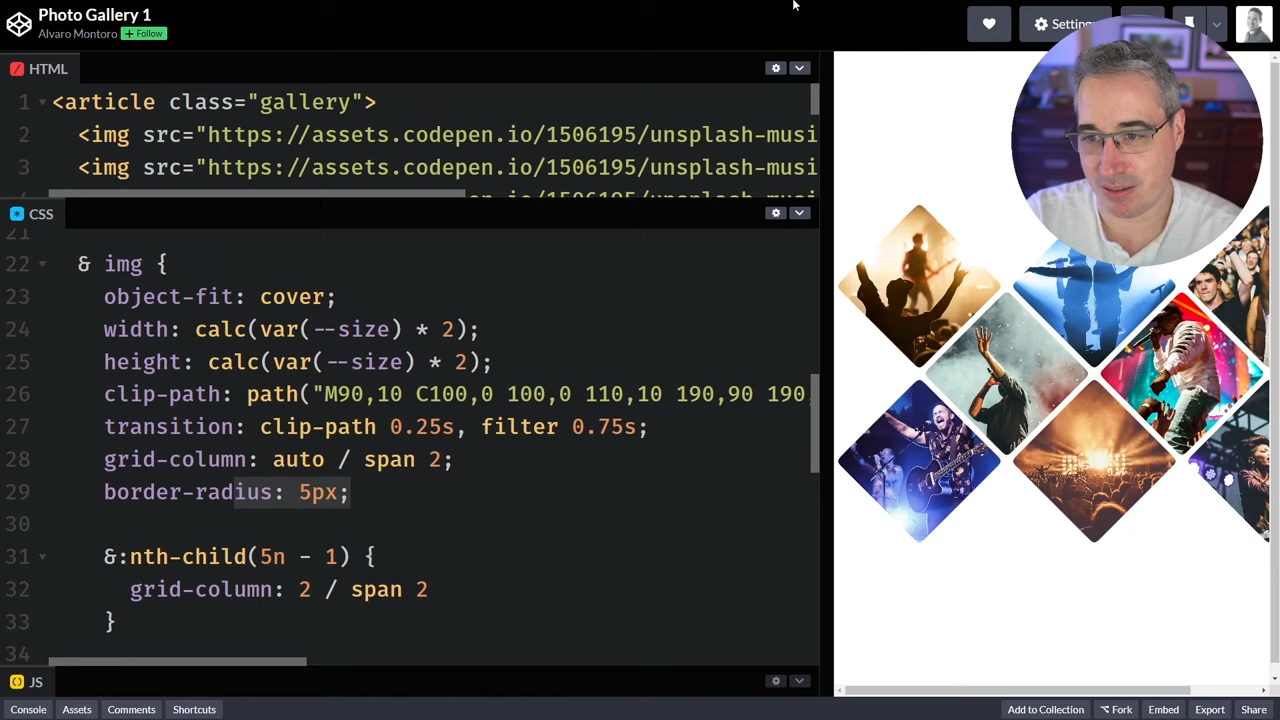 Photo Gallery 1
Alvaro Montoro + Follow
Settin
HTML
1 <article class="gallery">
2 <img src="https://assets.codepen.io/1506195/unsplash-musi
3 <img src="https://assets.codepen.io/1506195/unsplash-musi
CSS
21
22 & img {
23 object-fit: cover;
24 width: calc(var(--size) * 2);
25 height: calc(var(--size) * 2);
26 clip-path: path("M90,10 C100,0 100,0 110,10 190,90 190,
27 transition: clip-path 0.25s, filter 0.75s;
28 grid-column: auto / span 2;
29 border-radius: 5px;
30
31 &:nth-child(5n - 1) {
32 grid-column: 2 / span 2
33 }
34
JS
Console Assets Comments Shortcuts Add to Collection ⌥ Fork Embed Export Share